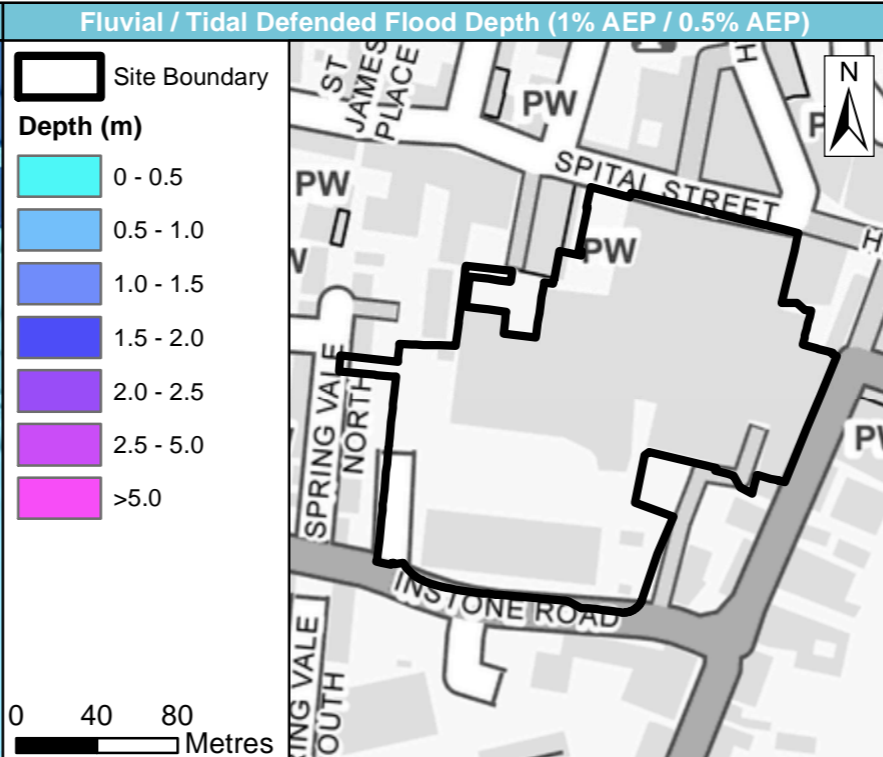 Fluvial / Tidal Defended Flood Depth (1% AEP / 0.5% AEP)
Site Boundary
Depth (m)
0 - 0.5
0.5 - 1.0
1.0 - 1.5
1.5 - 2.0
2.0 - 2.5
2.5 - 5.0
>5.0
0 40 80
Metres
N
ST
JAMES
PLACE
PW
H
PW
SPITAL STREET
PW
H
SPRING VALE
NORTH
INSTONE ROAD